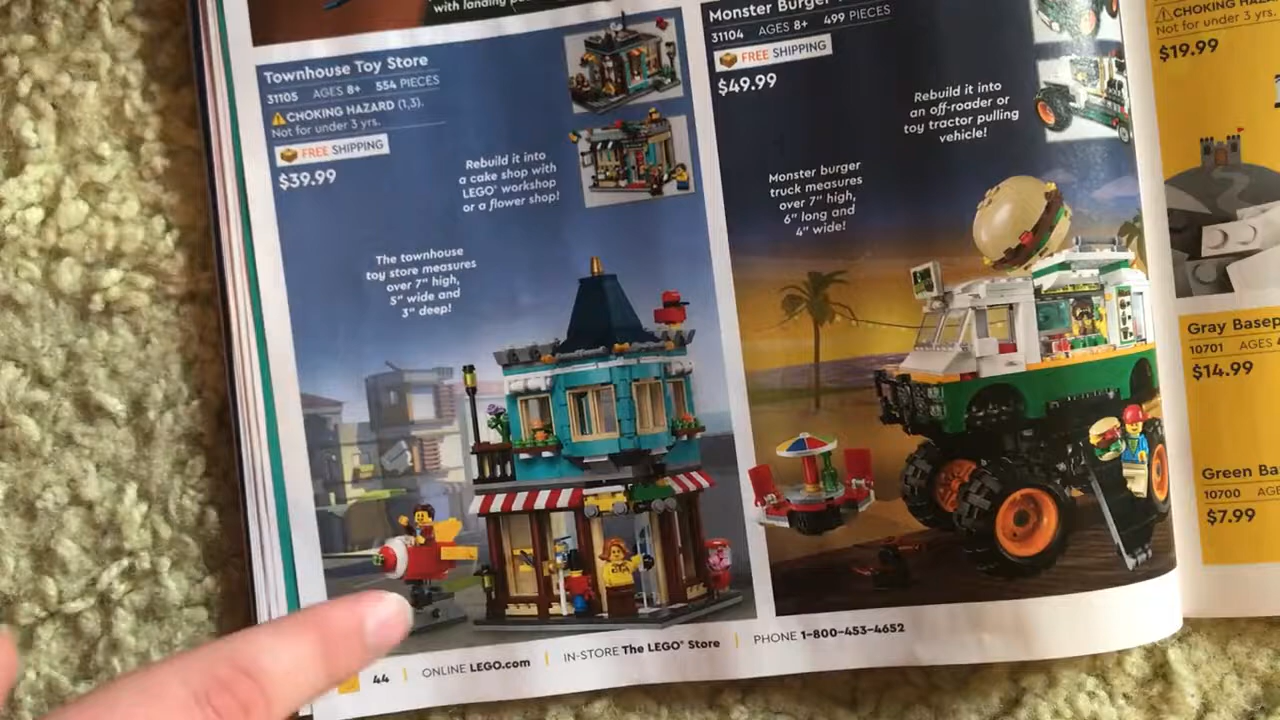 with landing
Townhouse Toy Store
31105 AGES 8+ 554 PIECES
⚠CHOKING HAZARD (1,3).
Not for under 3 yrs.
FREE SHIPPING
$39.99
Rebuild it into
a cake shop with
LEGO® workshop
or a flower shop!
The townhouse
toy store measures
over 7" high,
5" wide and
3" deep!
Monster Burger
31104 AGES 8+ 499 PIECES
FREE SHIPPING
$49.99
Rebuild it into
an off-roader or
toy tractor pulling
vehicle!
Monster burger
truck measures
over 7" high,
6" long and
4" wide!
⚠CHOKING
Not for under 3 yrs.
$19.99
Gray
10701 AGES
$14.99
Green
10700
$7.99
44 | ONLINE LEGO.com | IN-STORE The LEGO® Store | PHONE 1-800-453-4652